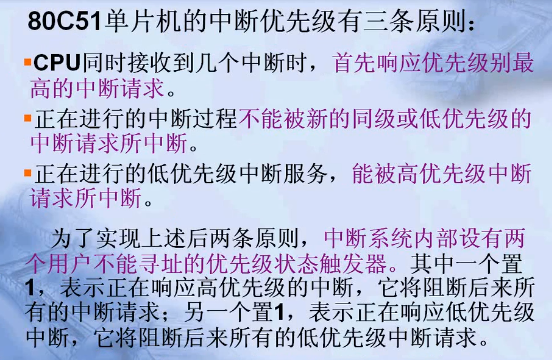 80C51单片机的中断优先级有三条原则：
CPU同时接收到几个中断时，首先响应优先级别最
高的中断请求。
正在进行的中断过程不能被新的同级或低优先级的
中断请求所中断。
正在进行的低优先级中断服务，能被高优先级中断
请求所中断。
为了实现上述后两条原则，中断系统内部设有两
个用户不能寻址的优先级状态触发器。其中一个置
1，表示正在响应高优先级的中断，它将阻断后来所
有的中断请求；另一个置1，表示正在响应低优先级
中断，它将阻断后来所有的低优先级中断请求。